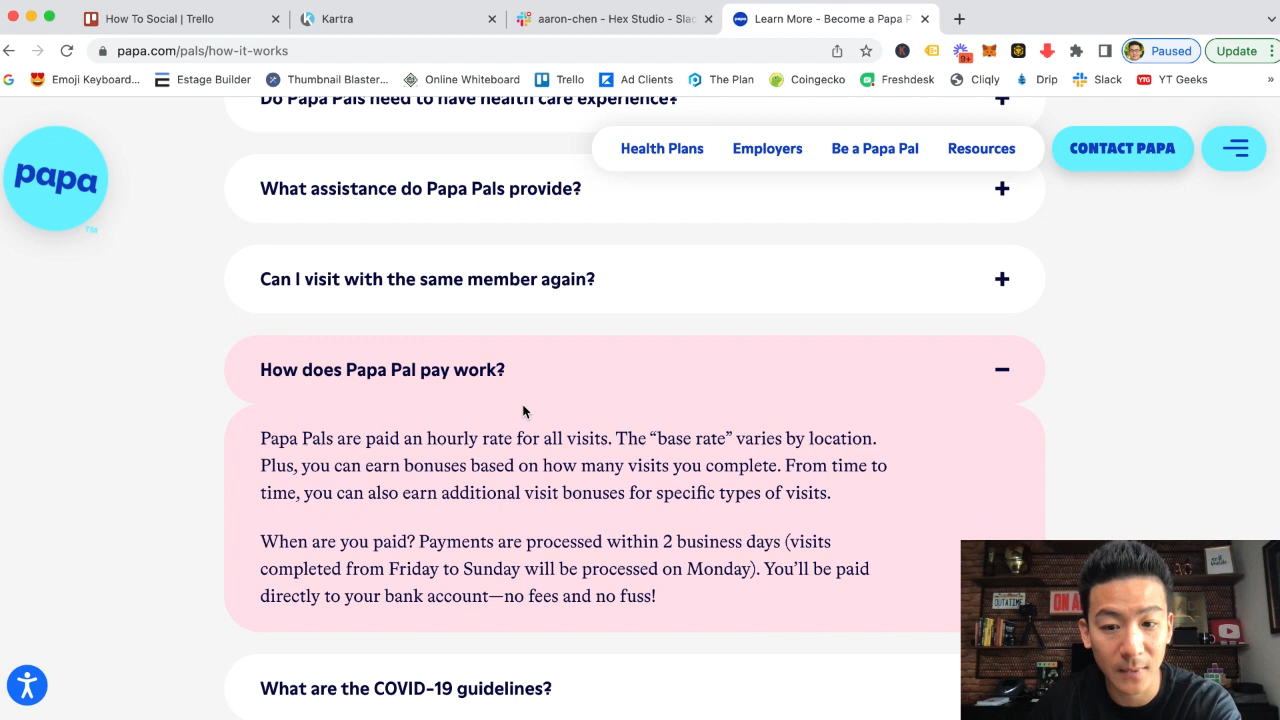 How To Social | Trello
Kartra
aaron-chen - Hex Studio - Slac
Learn More - Become a Papa P
papa.com/pals/how-it-works
9+
Paused
Update
Emoji Keyboard...
Estage Builder
Thumbnail Blaster...
Online Whiteboard
Trello
Ad Clients
The Plan
Coingecko
Freshdesk
Cliqly
Drip
Slack
YTG
YT Geeks
»
Do Papa Pals need to have health care experience?
papa
TM
Health Plans
Employers
Be a Papa Pal
Resources
CONTACT PAPA
What assistance do Papa Pals provide?
Can I visit with the same member again?
How does Papa Pal pay work?
Papa Pals are paid an hourly rate for all visits. The “base rate” varies by location.
Plus, you can earn bonuses based on how many visits you complete. From time to
time, you can also earn additional visit bonuses for specific types of visits.
When are you paid? Payments are processed within 2 business days (visits
completed from Friday to Sunday will be processed on Monday). You’ll be paid
directly to your bank account—no fees and no fuss!
What are the COVID-19 guidelines?
OUTATIME
ON A